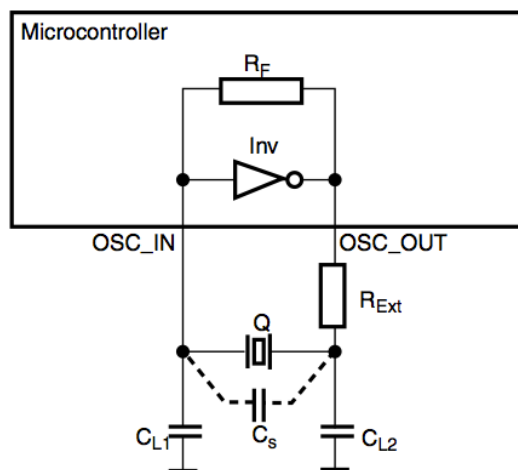 Microcontroller
R_F
Inv
OSC_IN
OSC_OUT
R_Ext
Q
C_L1
C_s
C_L2